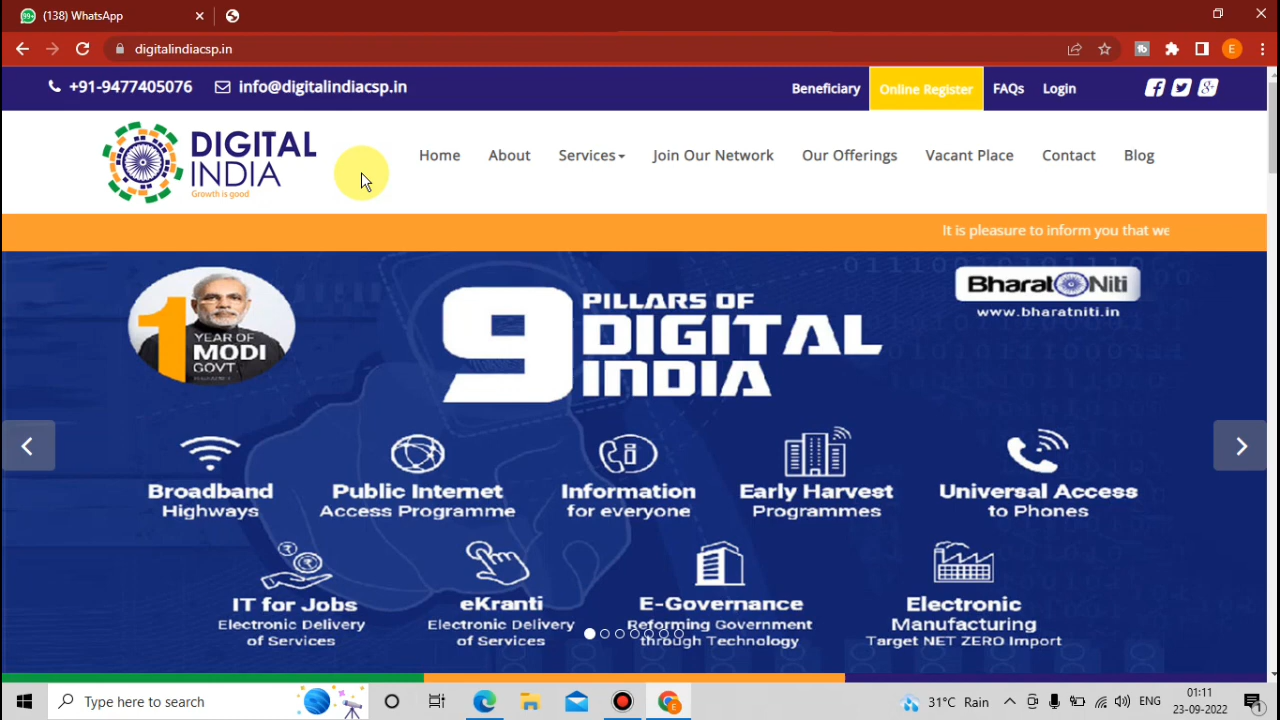 (138) WhatsApp
digitalindiacsp.in
E
+91-9477405076
info@digitalindiacsp.in
Beneficiary
Online Register
FAQs
Login
DIGITAL
INDIA
Growth is good
Home
About
Services
Join Our Network
Our Offerings
Vacant Place
Contact
Blog
It is pleasure to inform you that we
1
YEAR OF
MODI
GOVT.
9
PILLARS OF
DIGITAL
INDIA
Bharat Niti
www.bharatniti.in
Broadband
Highways
Public Internet
Access Programme
Information
for everyone
Early Harvest
Programmes
Universal Access
to Phones
IT for Jobs
Electronic Delivery
of Services
eKranti
Electronic Delivery
of Services
E-Governance
Reforming Government
through Technology
Electronic
Manufacturing
Target NET ZERO Import
Type here to search
31°C Rain
ENG
01:11
23-09-2022